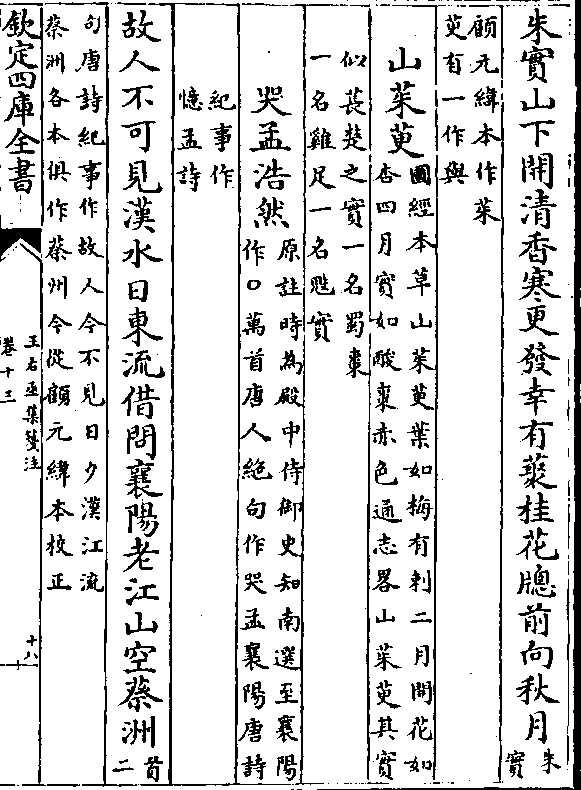 朱實山下開清香寒更發幸有藂桂花牕前向秋月朱
實
顧元緯本作茱
萸有一作與
山茱萸圖經本草山茱萸葉如梅有刺二月開花如
杏四月實如酸棗赤色通志畧山茱萸其實
似萇楚之實一名蜀棗
一名雞足一名鬾實
哭孟浩然原註時為殿中侍御史知南選至襄陽
作口萬首唐人絕句作哭孟襄陽唐詩
紀事作
憶孟詩
故人不可見漢水日東流借問襄陽老江山空蔡洲首
二
句唐詩紀事作故人今不見日夕漢江流
蔡洲各本俱作蔡州今從顧元緯本校正
欽定四庫全書
王右丞集箋注
卷十三
十八